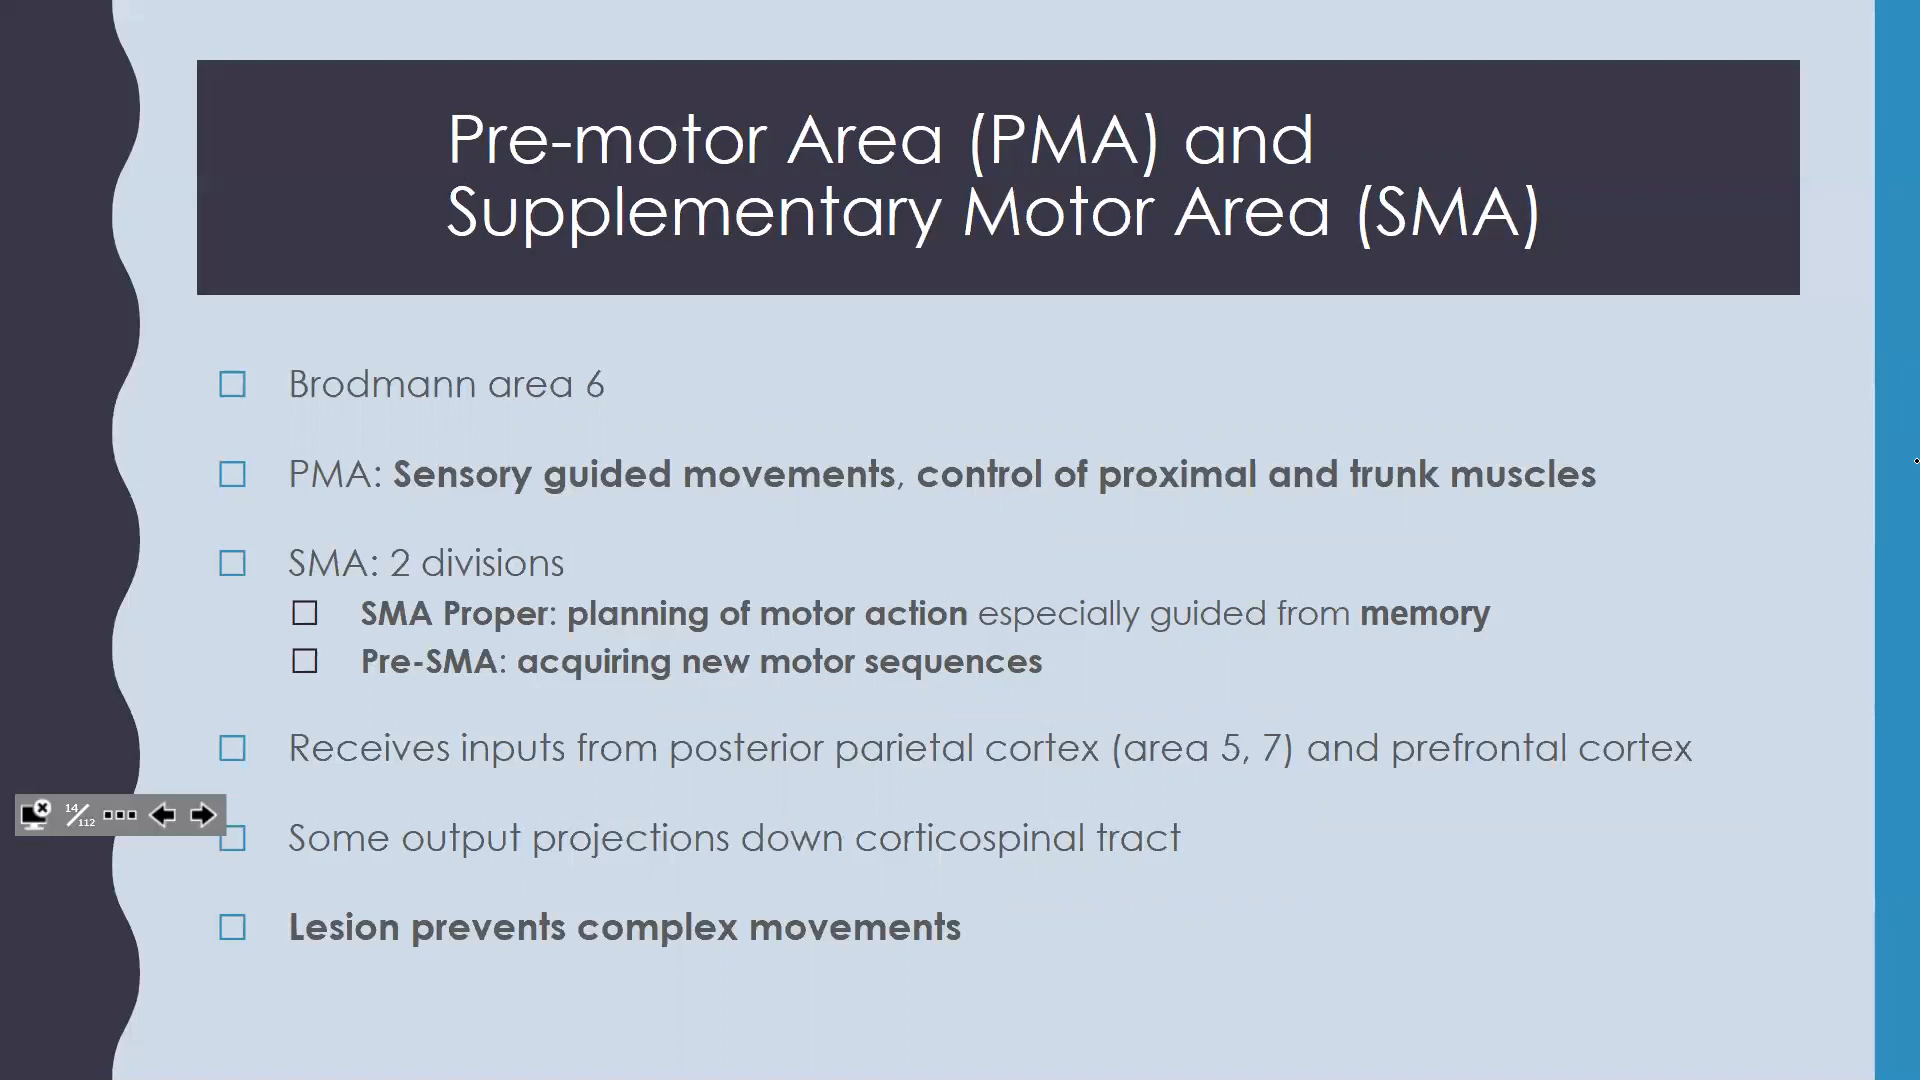 Pre-motor Area (PMA) and
Supplementary Motor Area (SMA)
Brodmann area 6
PMA: Sensory guided movements, control of proximal and trunk muscles
SMA: 2 divisions
SMA Proper: planning of motor action especially guided from memory
Pre-SMA: acquiring new motor sequences
Receives inputs from posterior parietal cortex (area 5, 7) and prefrontal cortex
14/112
Some output projections down corticospinal tract
Lesion prevents complex movements